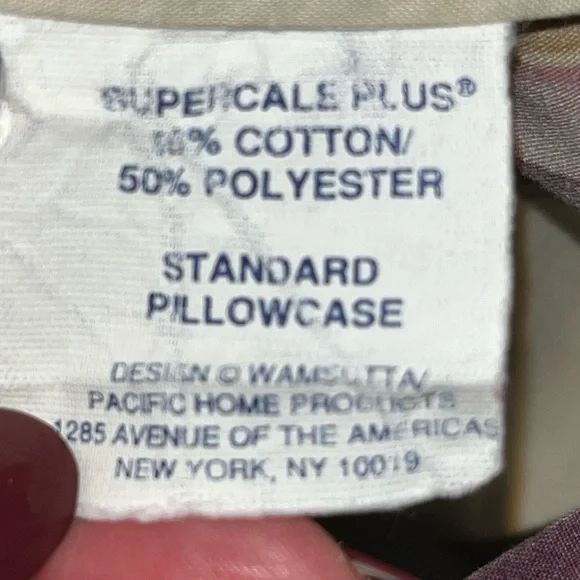 SUPERCALE PLUS®
50% COTTON/
50% POLYESTER
STANDARD
PILLOWCASE
DESIGN © WAMSUTTA/
PACIFIC HOME PRODUCTS
1285 AVENUE OF THE AMERICAS
NEW YORK, NY 10019